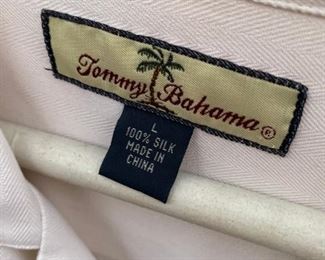 Tommy Bahama®
L
100% SILK
MADE IN
CHINA